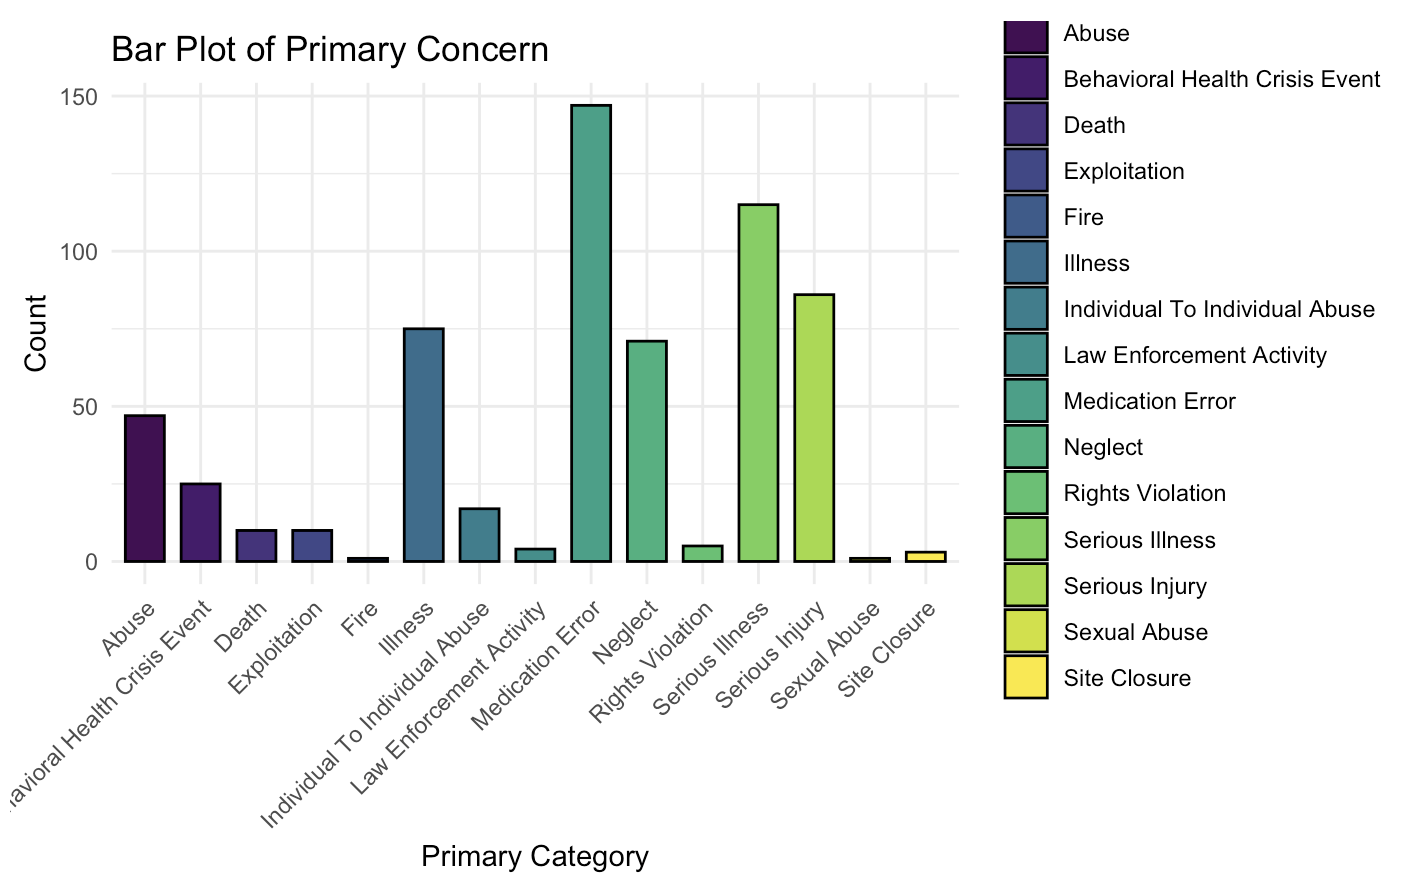 Bar Plot of Primary Concern
Count
150
100
50
0
Abuse
Health Crisis Event
Death
Exploitation
Fire
Illness
Individual To Individual Abuse
Law Enforcement Activity
Medication Error
Neglect
Rights Violation
Serious Illness
Serious Injury
Sexual Abuse
Site Closure
Primary Category
Abuse
Behavioral Health Crisis Event
Death
Exploitation
Fire
Illness
Individual To Individual Abuse
Law Enforcement Activity
Medication Error
Neglect
Rights Violation
Serious Illness
Serious Injury
Sexual Abuse
Site Closure